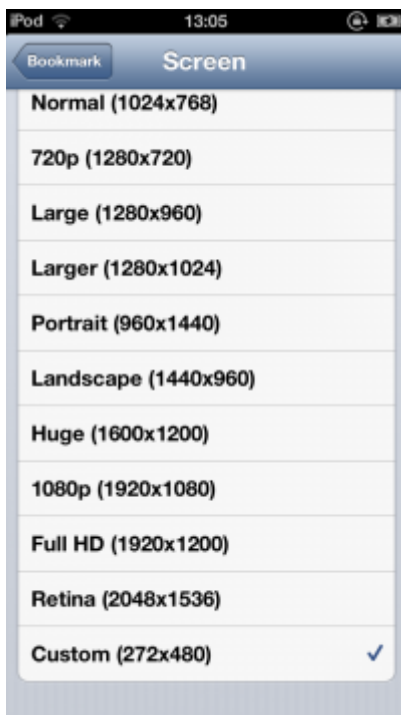 iPod 13:05
Bookmark Screen
Normal (1024x768)
720p (1280x720)
Large (1280x960)
Larger (1280x1024)
Portrait (960x1440)
Landscape (1440x960)
Huge (1600x1200)
1080p (1920x1080)
Full HD (1920x1200)
Retina (2048x1536)
Custom (272x480)